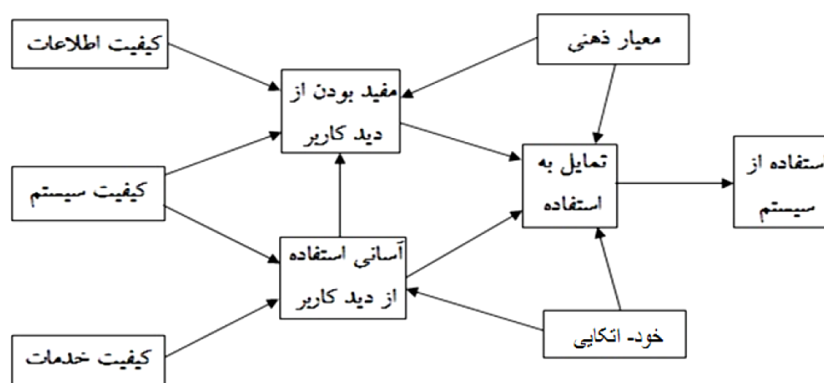 کیفیت اطلاعات
معیار ذهنی
مفید بودن از
دید کاربر
تمایل به
استفاده
استفاده از
سیستم
کیفیت سیستم
آسانی استفاده
از دید کاربر
خود- اتکایی
کیفیت خدمات